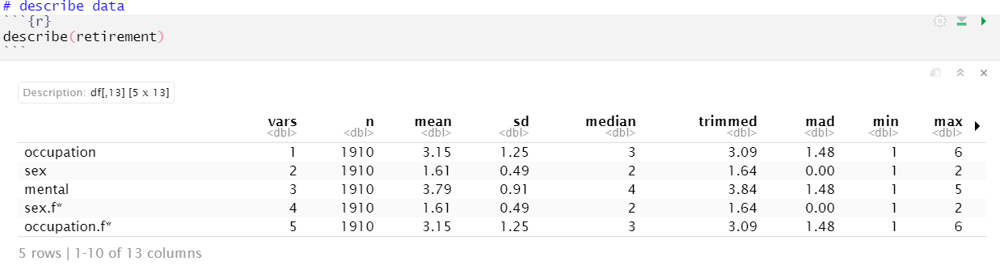 # describe data
```{r}
describe(retirement)
```
Description: df[,13] [5 x 13]
vars n mean sd median trimmed mad min max
<dbl> <dbl> <dbl> <dbl> <dbl> <dbl> <dbl> <dbl> <dbl>
occupation 1 1910 3.15 1.25 3 3.09 1.48 1 6
sex 2 1910 1.61 0.49 2 1.64 0.00 1 2
mental 3 1910 3.79 0.91 4 3.84 1.48 1 5
sex.f* 4 1910 1.61 0.49 2 1.64 0.00 1 2
occupation.f* 5 1910 3.15 1.25 3 3.09 1.48 1 6
5 rows | 1-10 of 13 columns